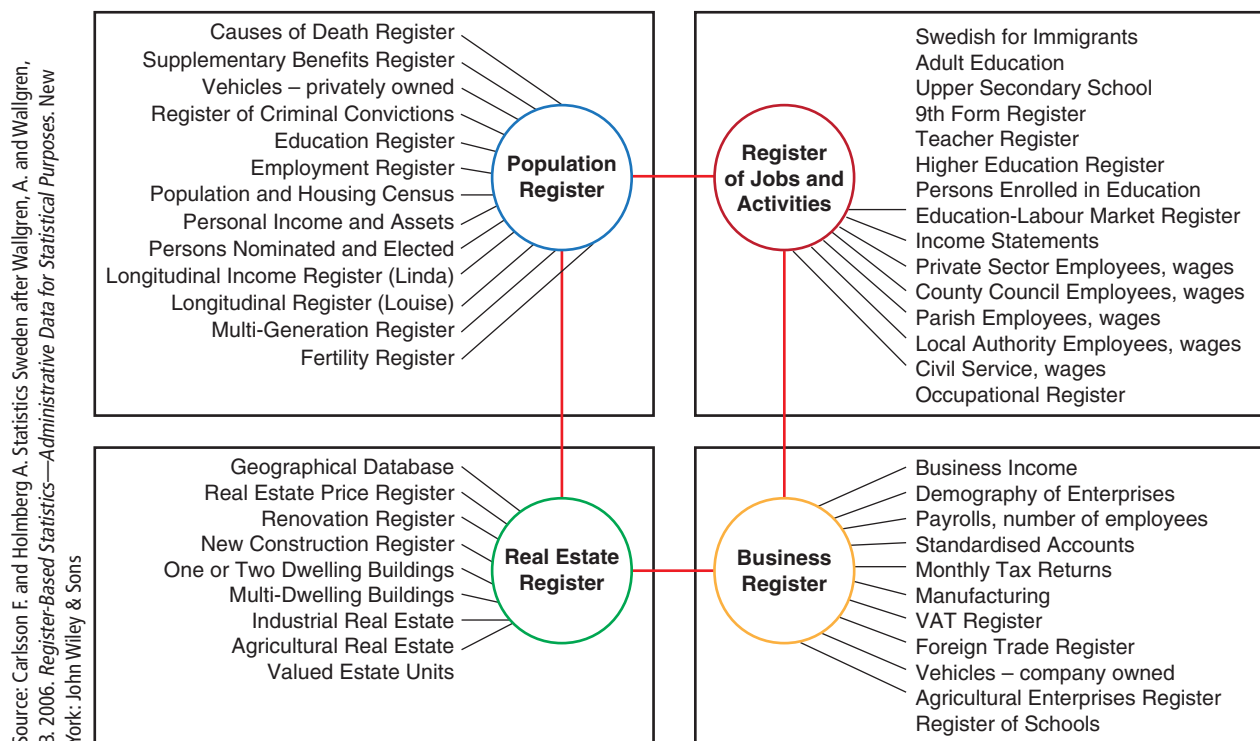 Source: Carlsson F. and Holmberg A. Statistics Sweden after Wallgren, A. and Wallgren,
B. 2006. Register-Based Statistics—Administrative Data for Statistical Purposes. New
York: John Wiley & Sons
Causes of Death Register
Supplementary Benefits Register
Vehicles – privately owned
Register of Criminal Convictions
Education Register
Employment Register
Population and Housing Census
Personal Income and Assets
Persons Nominated and Elected
Longitudinal Income Register (Linda)
Longitudinal Register (Louise)
Multi-Generation Register
Fertility Register
Population
Register
Register
of Jobs and
Activities
Swedish for Immigrants
Adult Education
Upper Secondary School
9th Form Register
Teacher Register
Higher Education Register
Persons Enrolled in Education
Education-Labour Market Register
Income Statements
Private Sector Employees, wages
County Council Employees, wages
Parish Employees, wages
Local Authority Employees, wages
Civil Service, wages
Occupational Register
Geographical Database
Real Estate Price Register
Renovation Register
New Construction Register
One or Two Dwelling Buildings
Multi-Dwelling Buildings
Industrial Real Estate
Agricultural Real Estate
Valued Estate Units
Real Estate
Register
Business
Register
Business Income
Demography of Enterprises
Payrolls, number of employees
Standardised Accounts
Monthly Tax Returns
Manufacturing
VAT Register
Foreign Trade Register
Vehicles – company owned
Agricultural Enterprises Register
Register of Schools